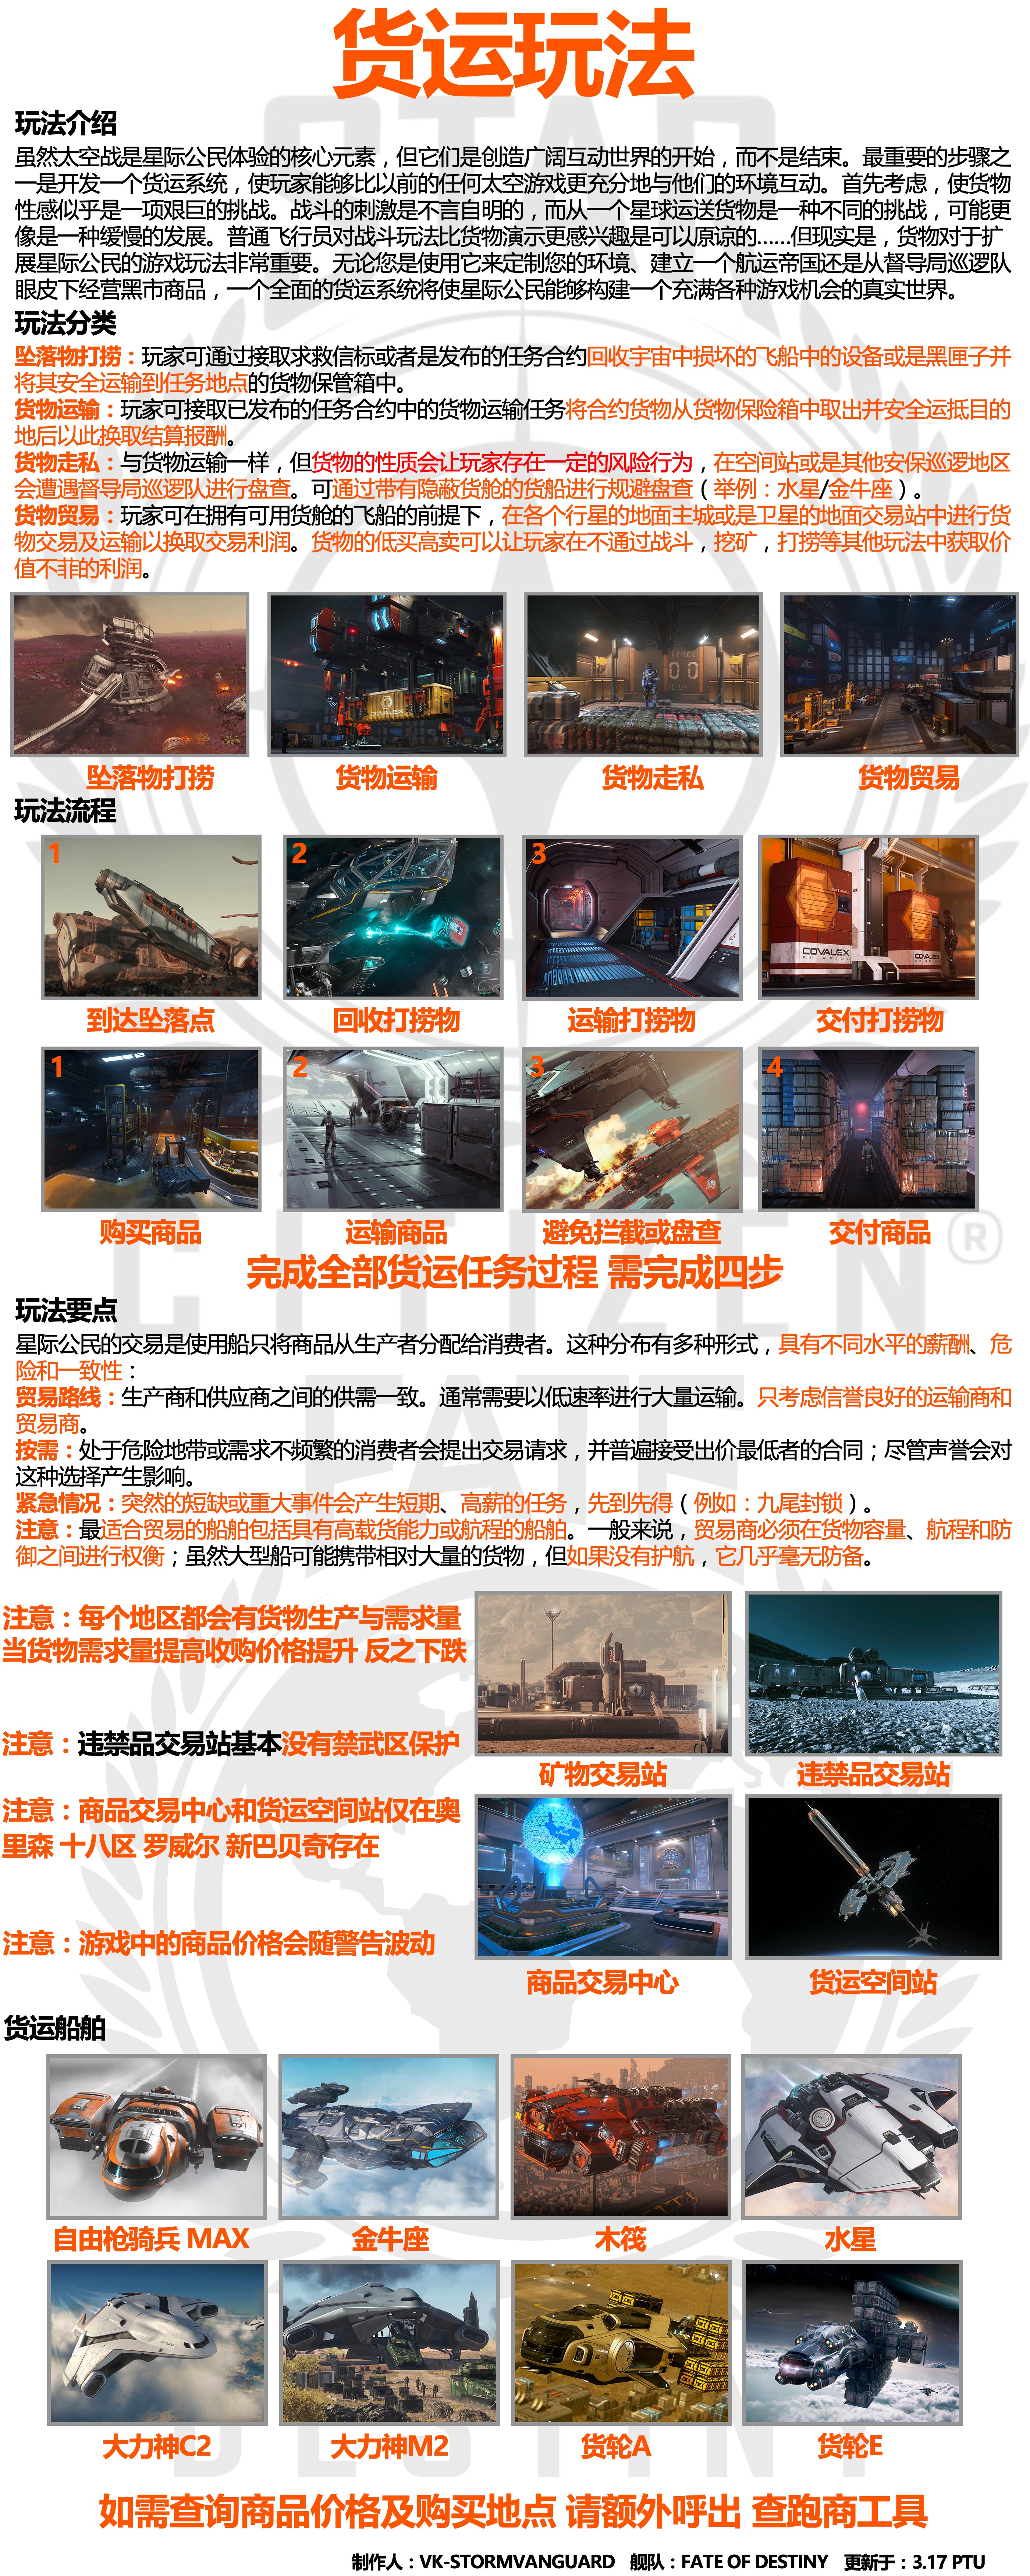 货运玩法
玩法介绍
虽然太空战是星际公民体验的核心元素，但它们是创造广阔互动世界的开始，而不是结束。最重要的步骤之
一是开发一个货运系统，使玩家能够比以前的任何太空游戏更充分地与他们的环境互动。首先考虑，使货物
性感似乎是一项艰巨的挑战。战斗的刺激是不言自明的，而从一个星球运送货物是一种不同的挑战，可能更
像是一种缓慢的发展。普通飞行员对战斗玩法比货物演示更感兴趣是可以原谅的......但现实是，货物对于扩
展星际公民的游戏玩法非常重要。无论您是使用它来定制您的环境、建立一个航运帝国还是从督导局巡逻队
眼皮下经营黑市商品，一个全面的货运系统将使星际公民能够构建一个充满各种游戏机会的真实世界。
玩法分类
坠落物打捞：玩家可通过接取求救信标或者是发布的任务合约回收宇宙中损坏的飞船中的设备或是黑匣子并
将其安全运输到任务地点的货物保管箱中。
货物运输：玩家可接取已发布的任务合约中的货物运输任务将合约货物从货物保险箱中取出并安全运抵目的
地后以此换取结算报酬。
货物走私：与货物运输一样，但货物的性质会让玩家存在一定的风险行为，在空间站或是其他安保巡逻地区
会遭遇督导局巡逻队进行盘查。可通过带有隐蔽货舱的货船进行规避盘查（举例：水星/金牛座）。
货物贸易：玩家可在拥有可用货舱的飞船的前提下，在各个行星的地面主城或是卫星的地面交易站中进行货
物交易及运输以换取交易利润。货物的低买高卖可以让玩家在不通过战斗，挖矿，打捞等其他玩法中获取价
值不菲的利润。
LEVEL
00
COVALEX
坠落物打捞 货物运输 货物走私 货物贸易
玩法流程
1 2 3 4
COVALEX
SHIPPING
COVALEX
SHIPPING
到达坠落点 回收打捞物 运输打捞物 交付打捞物
1 2 3 4
购买商品 运输商品 避免拦截或盘查 交付商品
完成全部货运任务过程 需完成四步
玩法要点
星际公民的交易是使用船只将商品从生产者分配给消费者。这种分布有多种形式，具有不同水平的薪酬、危
险和一致性：
贸易路线：生产商和供应商之间的供需一致。通常需要以低速率进行大量运输。只考虑信誉良好的运输商和
贸易商。
按需：处于危险地带或需求不频繁的消费者会提出交易请求，并普遍接受出价最低者的合同；尽管声誉会对
这种选择产生影响。
紧急情况：突然的短缺或重大事件会产生短期、高薪的任务，先到先得（例如：九尾封锁）。
注意：最适合贸易的船舶包括具有高载货能力或航程的船舶。一般来说，贸易商必须在货物容量、航程和防
御之间进行权衡；虽然大型船可能携带相对大量的货物，但如果没有护航，它几乎毫无防备。
注意：每个地区都会有货物生产与需求量
当货物需求量提高收购价格提升 反之下跌
注意：违禁品交易站基本没有禁武区保护
矿物交易站 违禁品交易站
注意：商品交易中心和货运空间站仅在奥
里森 十八区 罗威尔 新巴贝奇存在
注意：游戏中的商品价格会随警告波动
商品交易中心 货运空间站
货运船舶
自由枪骑兵 MAX 金牛座 木筏 水星
大力神C2 大力神M2 货轮A 货轮E
如需查询商品价格及购买地点 请额外呼出 查跑商工具
制作人：VK-STORMVANGUARD 舰队：FATE OF DESTINY 更新于：3.17 PTU
STAR
CITIZEN®
FATE
DESTINY